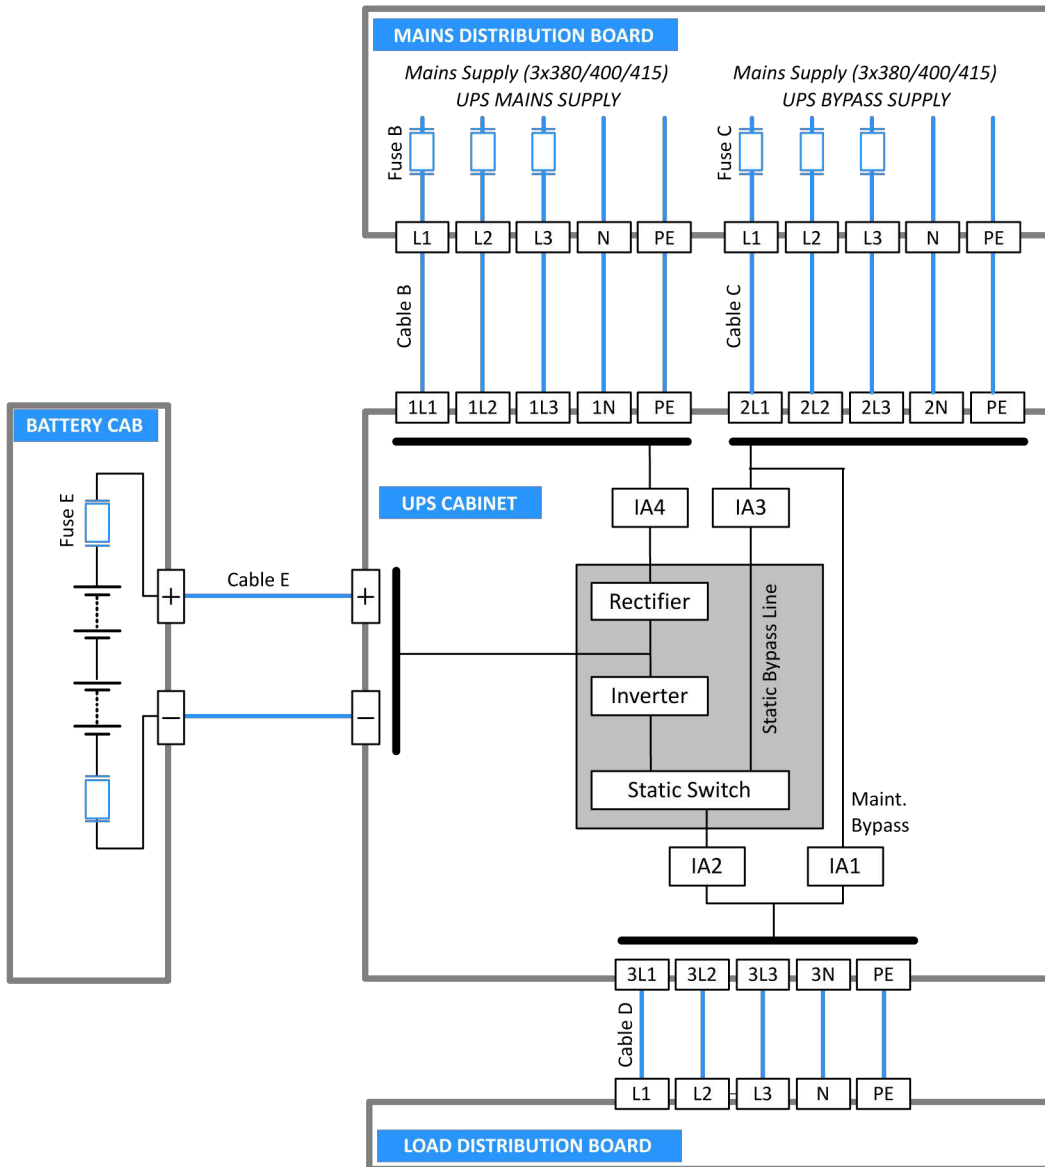 MAINS DISTRIBUTION BOARD
Mains Supply (3x380/400/415)
UPS MAINS SUPPLY
Mains Supply (3x380/400/415)
UPS BYPASS SUPPLY
Fuse B
Fuse C
L1 L2 L3 N PE
L1 L2 L3 N PE
Cable B
Cable C
1L1 1L2 1L3 1N PE
2L1 2L2 2L3 2N PE
BATTERY CAB
Fuse E
+
−
Cable E
UPS CABINET
+
−
IA4
IA3
Rectifier
Inverter
Static Bypass Line
Static Switch
Maint.
Bypass
IA2
IA1
3L1 3L2 3L3 3N PE
Cable D
L1 L2 L3 N PE
LOAD DISTRIBUTION BOARD